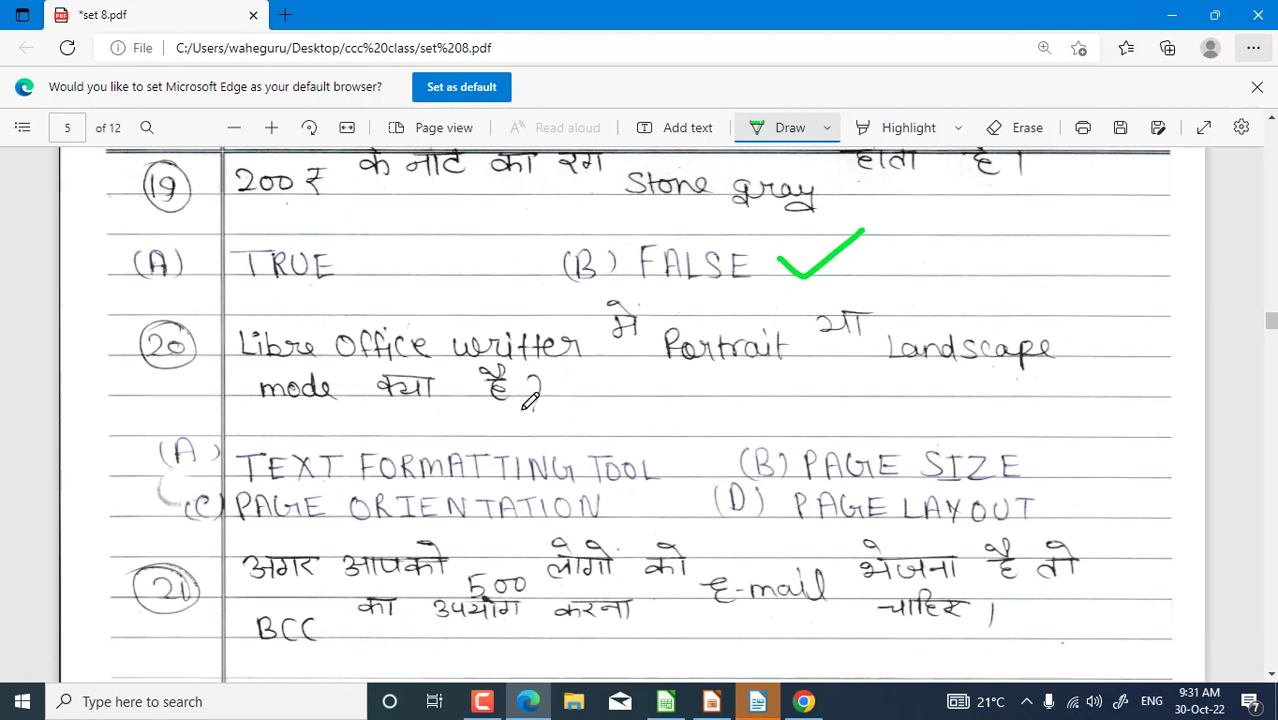 *set 8.pdf
File C:/Users/waheguru/Desktop/ccc%20class/set%208.pdf
Would you like to set Microsoft Edge as your default browser? Set as default
5 of 12 Page view Read aloud Add text Draw Highlight Erase
(19) 200 ₹ के नोट का रंग Stone gray होता है।
(A) TRUE (B) FALSE
(20) Libre Office writter मे Portrait या Landscape
mode क्या है?
(A) TEXT FORMATTING TOOL (B) PAGE SIZE
(C) PAGE ORIENTATION (D) PAGE LAYOUT
(21) अगर आपको 500 लोगो को E-mail भेजना है तो
BCC का उपयोग करना चाहिए।
Type here to search 21°C ENG 9:31 AM
30-Oct-22 7